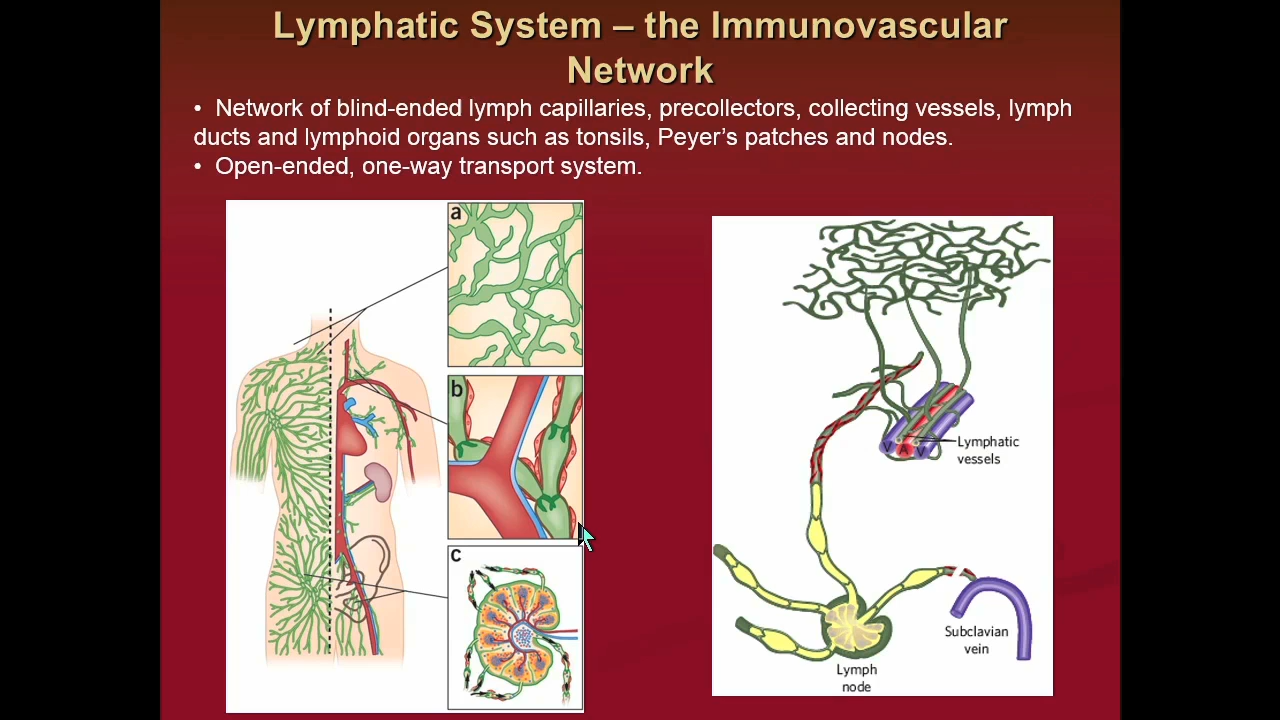 Lymphatic System – the Immunovascular
Network
• Network of blind-ended lymph capillaries, precollectors, collecting vessels, lymph
ducts and lymphoid organs such as tonsils, Peyer’s patches and nodes.
• Open-ended, one-way transport system.
a
b
c
V A V
Lymphatic
vessels
Subclavian
vein
Lymph
node